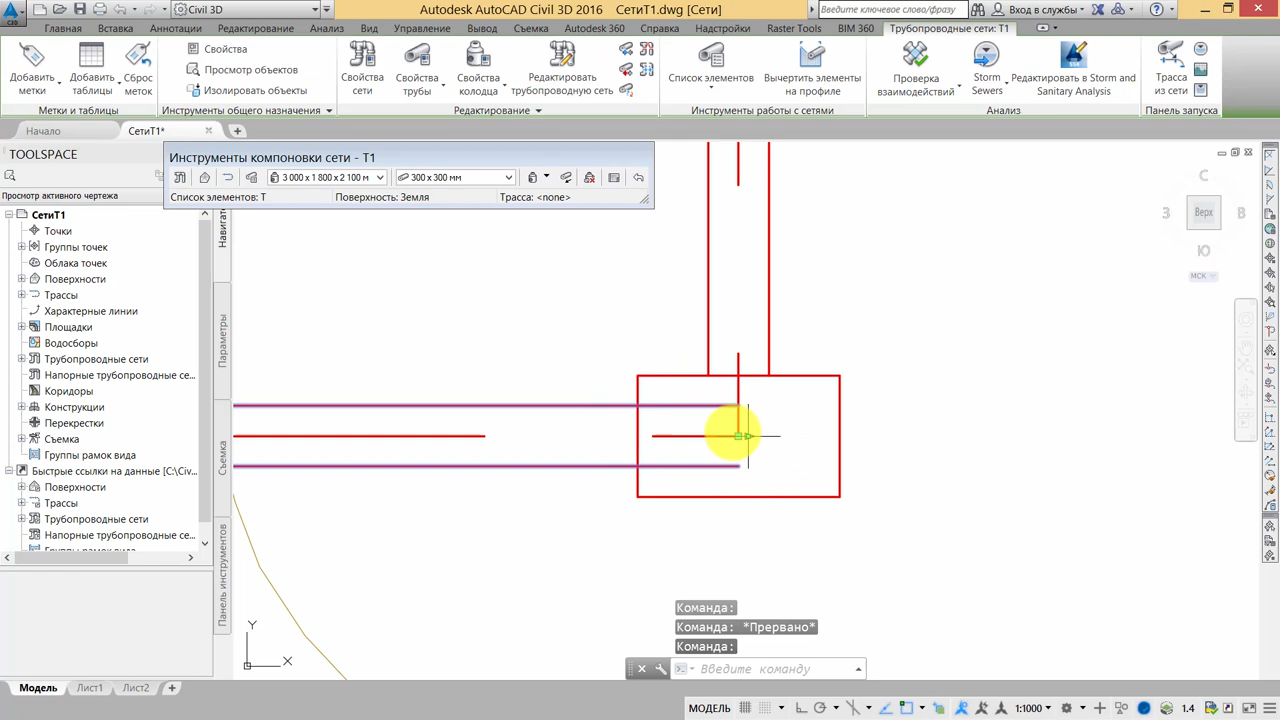 Civil 3D
Autodesk AutoCAD Civil 3D 2016 СетиТ1.dwg [Сети]
Введите ключевое слово/фразу
Вход в службы
Главная
Вставка
Аннотации
Редактирование
Анализ
Вид
Управление
Вывод
Съемка
Autodesk 360
Справка
Надстройки
Raster Tools
BIM 360
Трубопроводные сети: Т1
Добавить метки
Добавить таблицы
Сброс меток
Свойства
Просмотр объектов
Изолировать объекты
Свойства сети
Свойства трубы
Свойства колодца
Редактировать трубопроводную сеть
Список элементов
Вычертить элементы на профиле
Проверка взаимодействий
Storm Sewers
Редактировать в Storm and Sanitary Analysis
Трасса из сети
Метки и таблицы
Инструменты общего назначения
Редактирование
Инструменты работы с сетями
Анализ
Панель запуска
Начало
СетиТ1*
TOOLSPACE
Просмотр активного чертежа
СетиТ1
Точки
Группы точек
Облака точек
Поверхности
Трассы
Характерные линии
Площадки
Водосборы
Трубопроводные сети
Напорные трубопроводные се...
Коридоры
Конструкции
Перекрестки
Съемка
Группы рамок вида
Быстрые ссылки на данные [C:\Civ...
Поверхности
Трассы
Трубопроводные сети
Напорные трубопроводные се...
Группы рамок вида
Навигат
Параметры
Съемка
Панель инструментов
Инструменты компоновки сети - Т1
3 000 x 1 800 x 2 100 м
300 x 300 мм
Список элементов: Т
Поверхность: Земля
Трасса: <none>
С
З
Верх
В
Ю
МСК
Y
X
Команда:
Команда: *Прервано*
Команда:
Введите команду
Модель
Лист1
Лист2
МОДЕЛЬ
1:1000
1.4